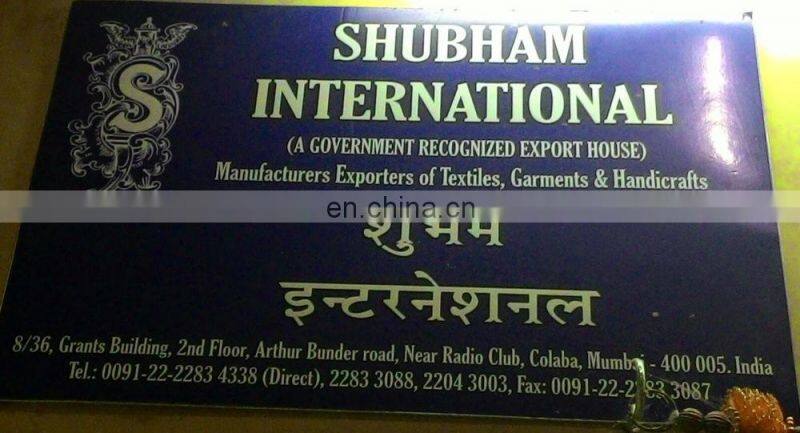 S
SHUBHAM
INTERNATIONAL
(A GOVERNMENT RECOGNIZED EXPORT HOUSE)
Manufacturers Exporters of Textiles, Garments & Handicrafts
en.china.cn
शुभम
इन्टरनेशनल
8/36, Grants Building, 2nd Floor, Arthur Bunder road, Near Radio Club, Colaba, Mumbai - 400 005. India
Tel.: 0091-22-2283 4338 (Direct), 2283 3088, 2204 3003, Fax: 0091-22-2283 3087